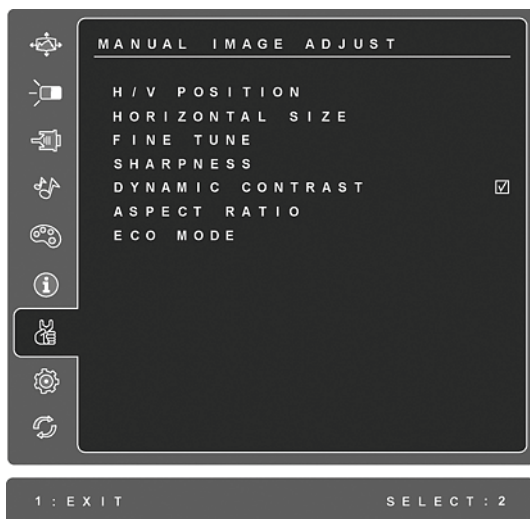 MANUAL IMAGE ADJUST
H/V POSITION
HORIZONTAL SIZE
FINE TUNE
SHARPNESS
DYNAMIC CONTRAST
ASPECT RATIO
ECO MODE
1:EXIT SELECT:2